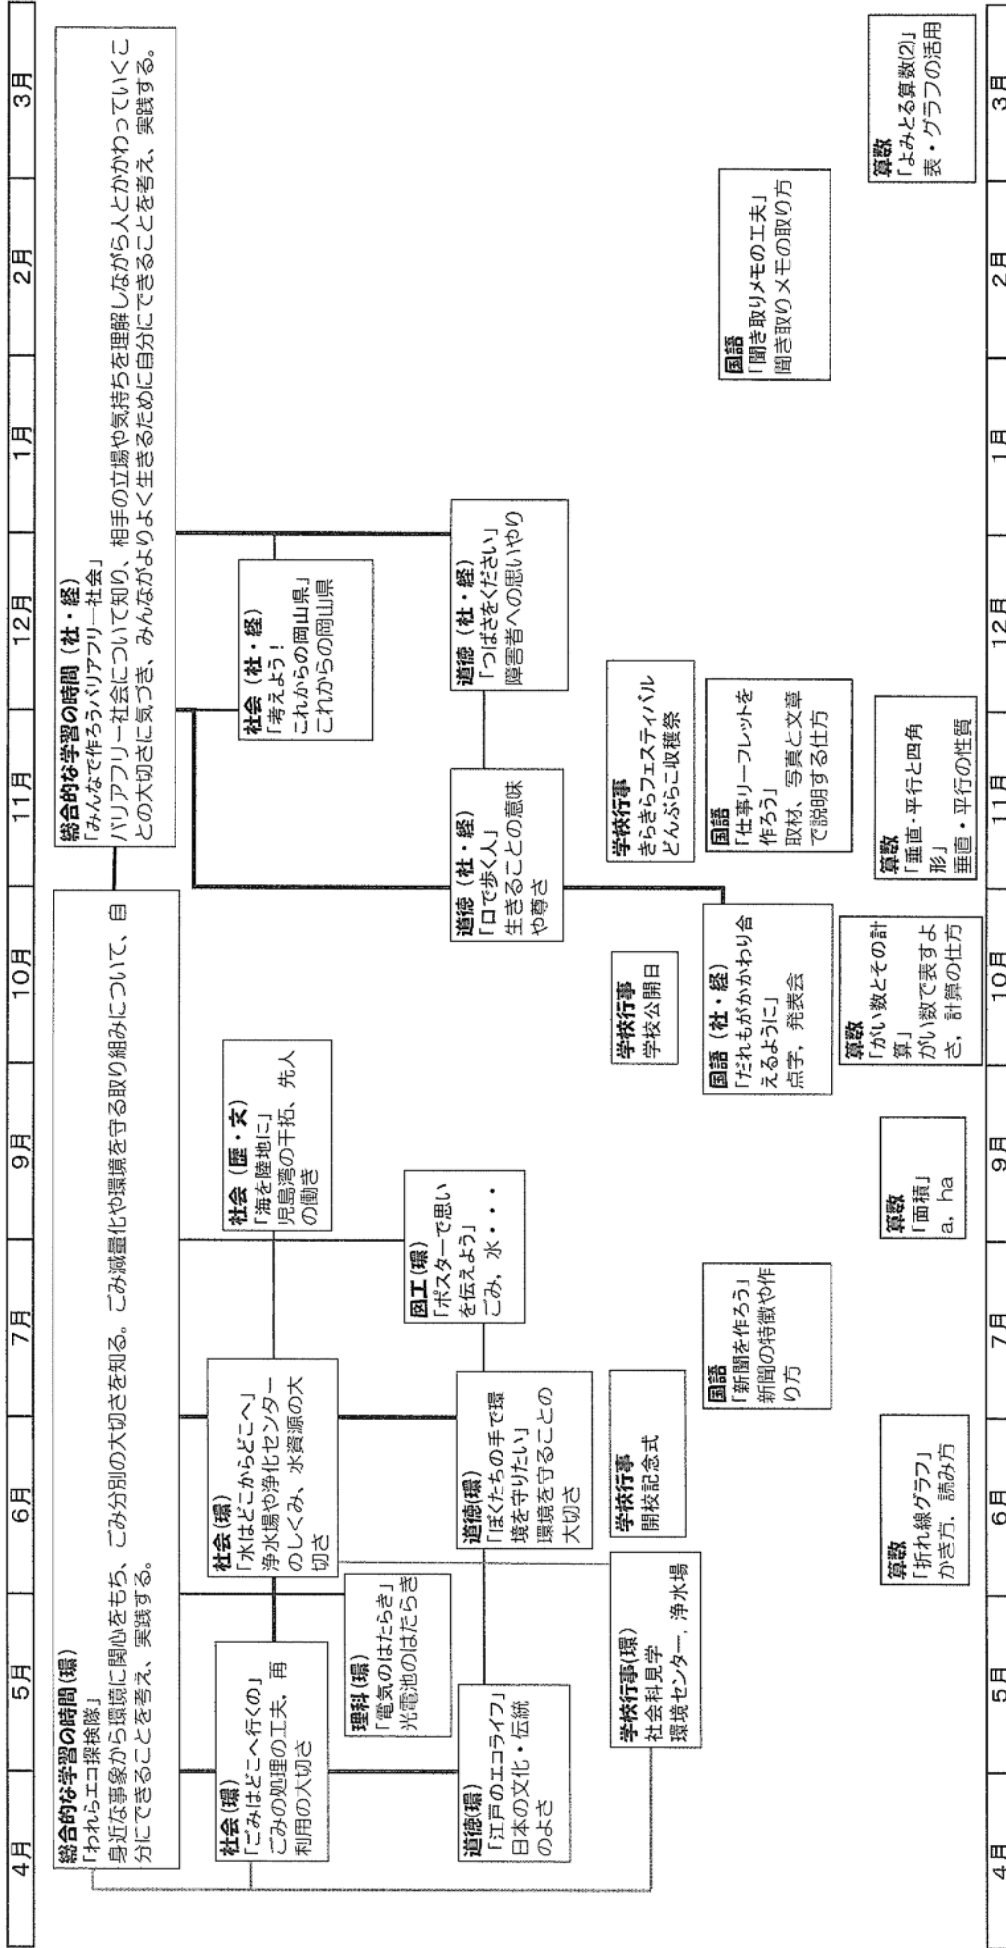 4月
5月
6月
7月
9月
10月
11月
12月
1月
2月
3月
総合的な学習の時間(環)
「われらエコ探検隊」
身近な事象から環境に関心をもち、ごみ分別の大切さを知る。ごみ減量化や環境を守る取り組みについて、自
分にできることを考え、実践する。
総合的な学習の時間(社・経)
「みんなで作ろうバリアフリー社会」
バリアフリー社会について知り、相手の立場や気持ちを理解しながら人とかかわっていくこ
との大切さに気づき、みんながよりよく生きるために自分にできることを考え、実践する。
社会(環)
「ごみはどこへ行くの」
ごみの処理の工夫，再
利用の大切さ
社会(環)
「水はどこからどこへ」
浄水場や浄化センター
のしくみ、水資源の大
切さ
社会(歴・文)
「海を陸地に」
児島湾の干拓、先人
の働き
社会(社・経)
「考えよう！
これからの岡山県」
これからの岡山県
理科(環)
「電気のはたらき」
光電池のはたらき
図工(環)
「ポスターで思い
を伝えよう」
ごみ，水・・・
道徳(環)
「江戸のエコライフ」
日本の文化・伝統
のよさ
道徳(環)
「ぼくたちの手で環
境を守りたい」
環境を守ることの
大切さ
道徳(社・経)
「口で歩く人」
生きることの意味
や尊さ
道徳(社・経)
「つばさをください」
障害者への思いやり
学校行事(環)
社会科見学
環境センター，浄水場
学校行事
開校記念式
学校行事
学校公開日
学校行事
きらきらフェスティバル
どんぶらこ収穫祭
国語
「新聞を作ろう」
新聞の特徴や作
り方
国語(社・経)
「だれもがかかわり合
えるように」
点字，発表会
国語
「仕事リーフレットを
作ろう」
取材、写真と文章
で説明する仕方
国語
「聞き取りメモの工夫」
聞き取りメモの取り方
算数
「折れ線グラフ」
かき方，読み方
算数
「面積」
a，ha
算数
「がい数とその計
算」
がい数で表すよ
さ，計算の仕方
算数
「垂直・平行と四角
形」
垂直・平行の性質
算数
「よみとる算数(2)」
表・グラフの活用
4月
5月
6月
7月
9月
10月
11月
12月
1月
2月
3月